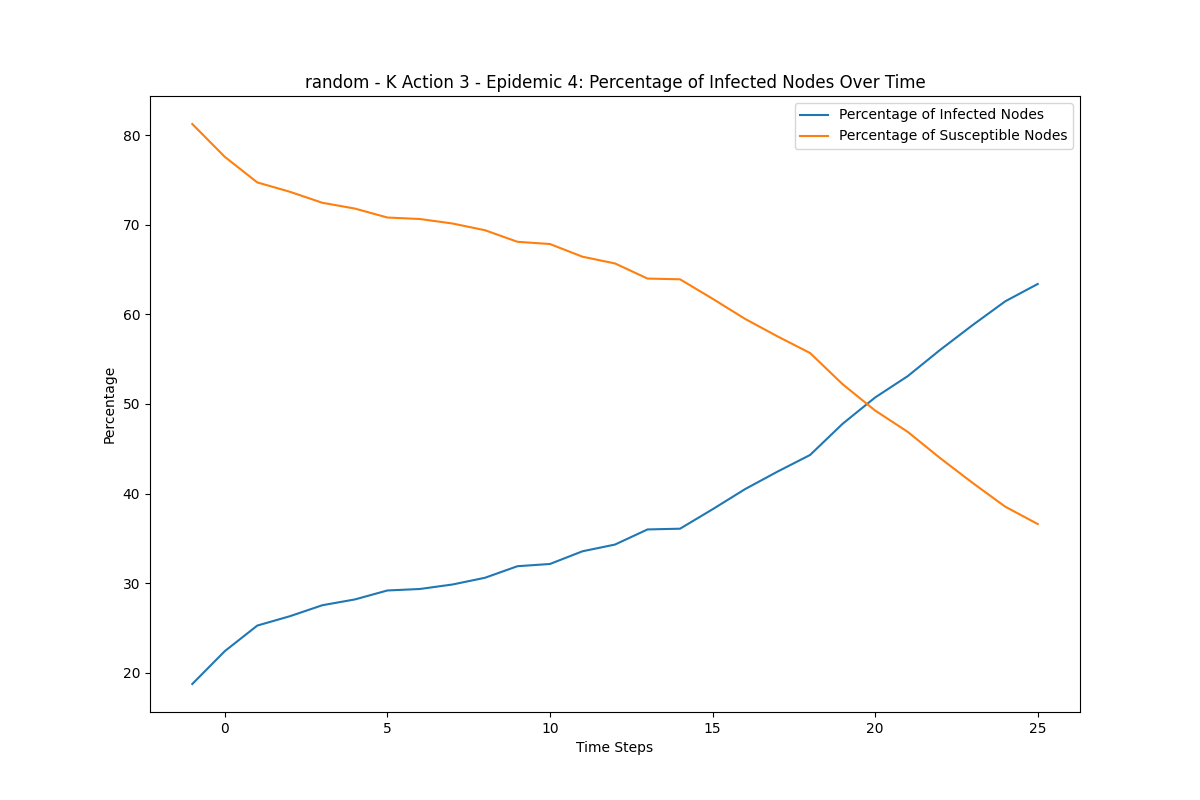 random - K Action 3 - Epidemic 4: Percentage of Infected Nodes Over Time
Percentage of Infected Nodes
Percentage of Susceptible Nodes
80
70
60
50
40
30
20
Percentage
0 5 10 15 20 25
Time Steps